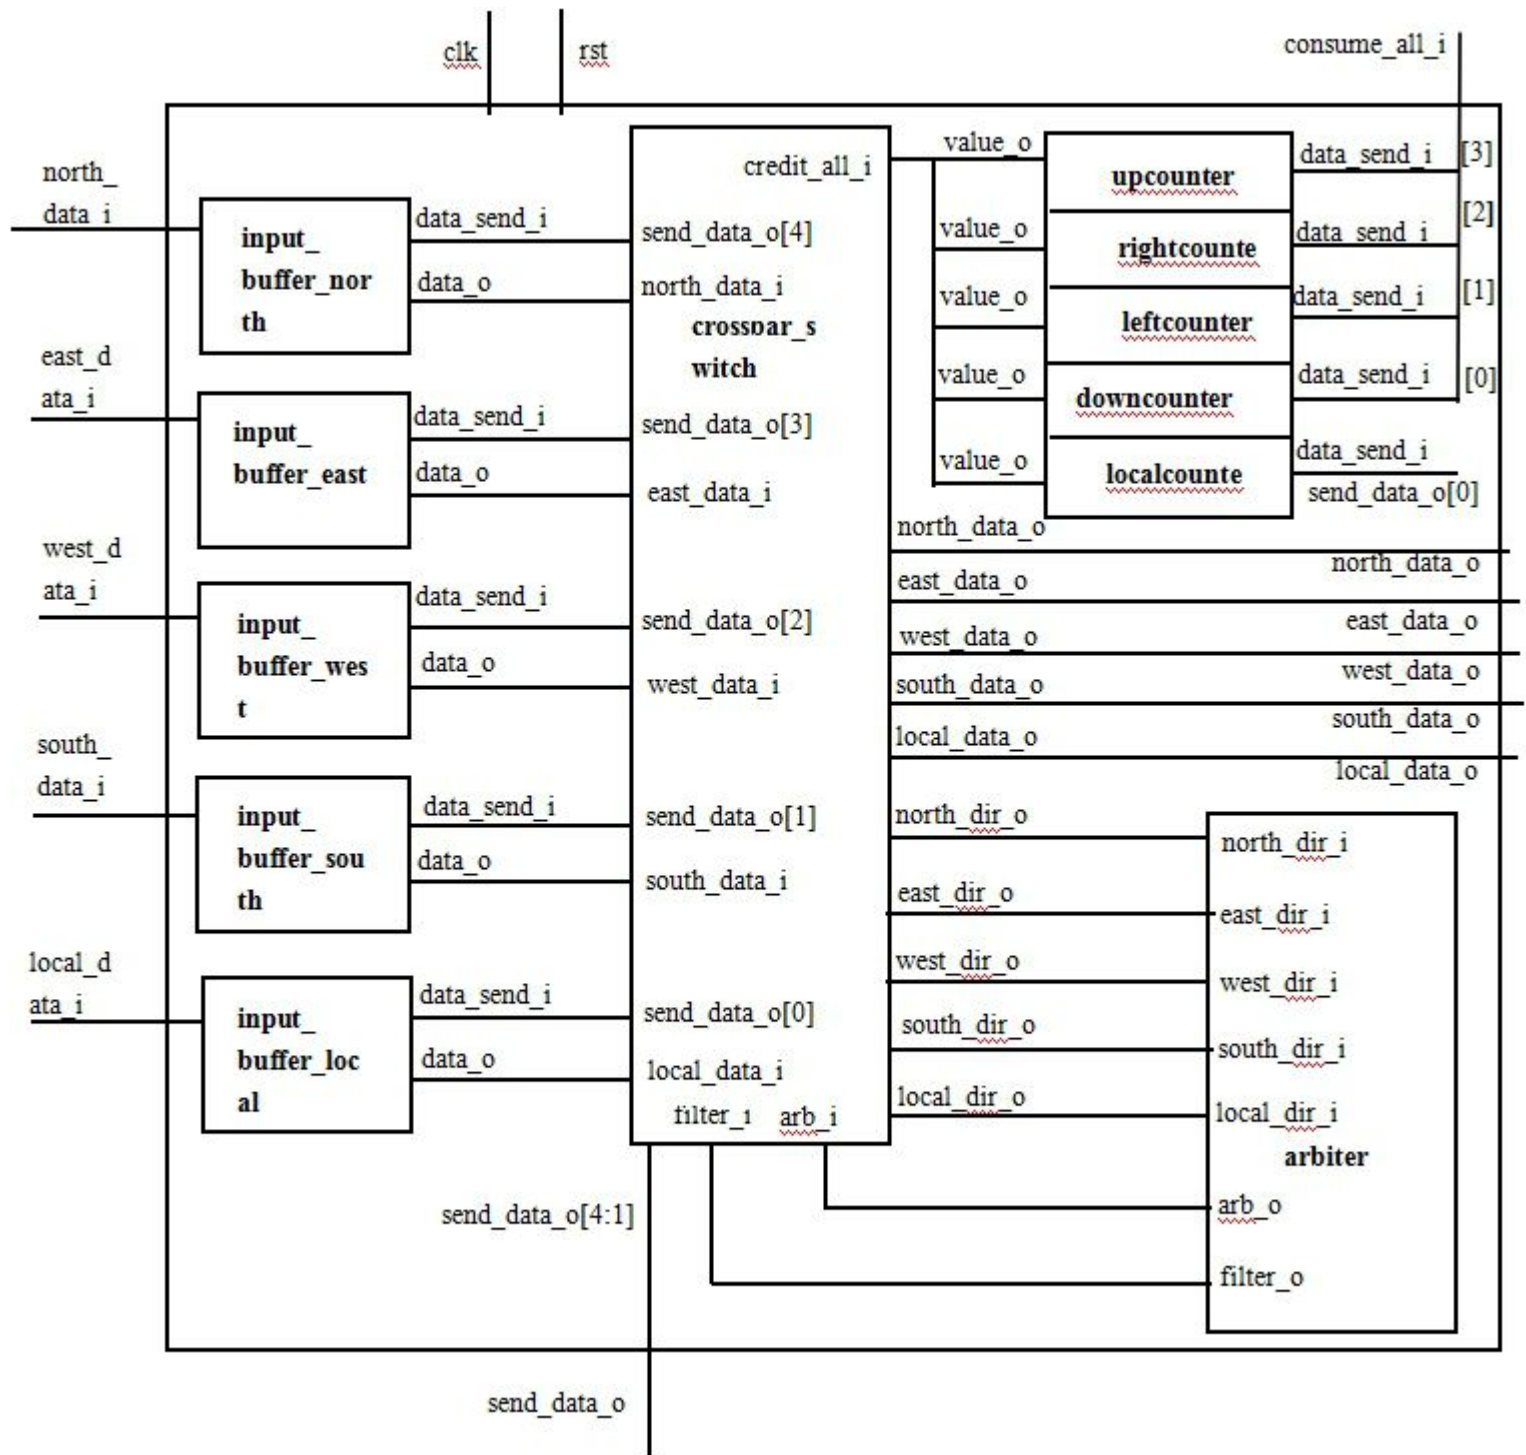 clk
rst
consume_all_i
north_
data_i
input_
buffer_nor
th
data_send_i
data_o
east_d
ata_i
input_
buffer_east
data_send_i
data_o
west_d
ata_i
input_
buffer_wes
t
data_send_i
data_o
south_
data_i
input_
buffer_sou
th
data_send_i
data_o
local_d
ata_i
input_
buffer_loc
al
data_send_i
data_o
credit_all_i
send_data_o[4]
north_data_i
crossbar_s
witch
send_data_o[3]
east_data_i
send_data_o[2]
west_data_i
send_data_o[1]
south_data_i
send_data_o[0]
local_data_i
filter_i
arb_i
value_o
value_o
value_o
value_o
value_o
upcounter
rightcounte
leftcounter
downcounter
localcounte
data_send_i
[3]
data_send_i
[2]
data_send_i
[1]
data_send_i
[0]
data_send_i
send_data_o[0]
north_data_o
north_data_o
east_data_o
east_data_o
west_data_o
west_data_o
south_data_o
south_data_o
local_data_o
local_data_o
north_dir_o
east_dir_o
west_dir_o
south_dir_o
local_dir_o
north_dir_i
east_dir_i
west_dir_i
south_dir_i
local_dir_i
arbiter
arb_o
filter_o
send_data_o[4:1]
send_data_o